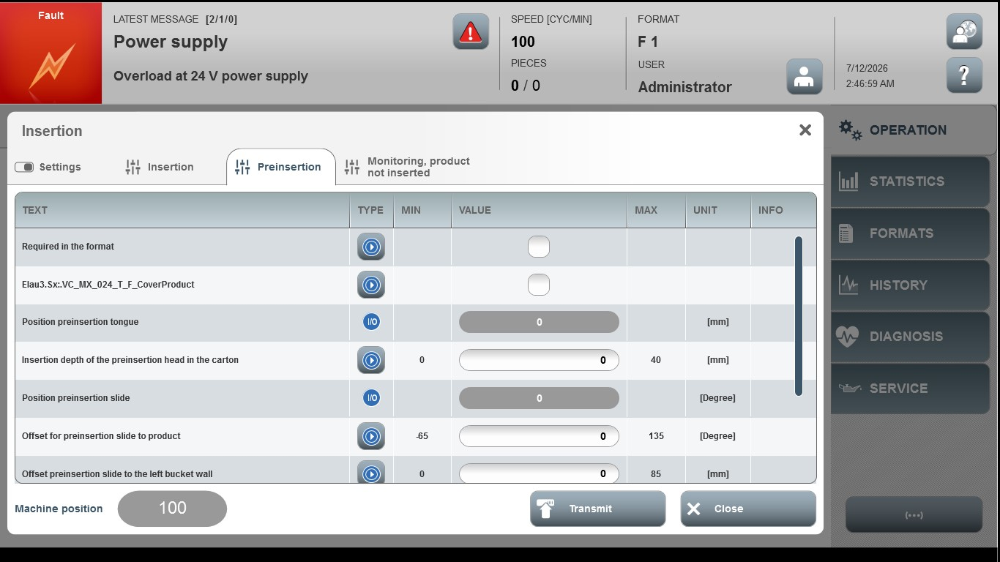 Fault
LATEST MESSAGE [2/1/0]
Power supply
Overload at 24 V power supply
SPEED [CYC/MIN]
100
PIECES
0 / 0
FORMAT
F 1
USER
Administrator
7/12/2026
2:46:59 AM
?
Insertion
Settings
Insertion
Preinsertion
Monitoring, product
not inserted
TEXT TYPE MIN VALUE MAX UNIT INFO
Required in the format
Elau3.Sx:.VC_MX_024_T_F_CoverProduct
Position preinsertion tongue I/O 0 [mm]
Insertion depth of the preinsertion head in the carton 0 0 40 [mm]
Position preinsertion slide I/O 0 [Degree]
Offset for preinsertion slide to product -65 0 135 [Degree]
Offset preinsertion slide to the left bucket wall 0 0 85 [mm]
Machine position 100
Transmit
Close
OPERATION
STATISTICS
FORMATS
HISTORY
DIAGNOSIS
SERVICE
(•••)